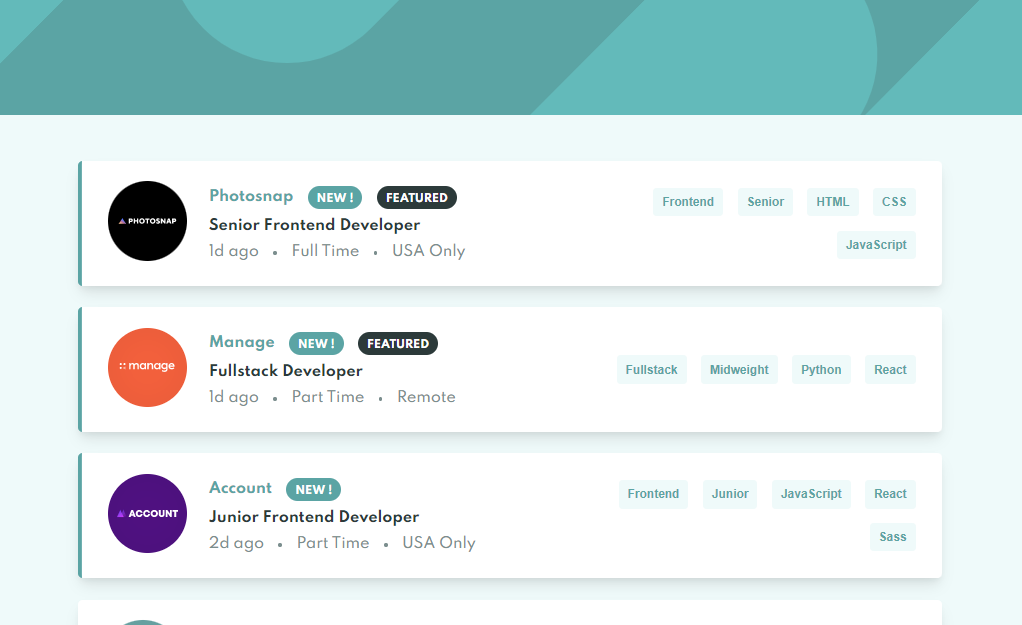 PHOTOSNAP
Photosnap NEW ! FEATURED
Senior Frontend Developer
1d ago • Full Time • USA Only
Frontend Senior HTML CSS
JavaScript
:: manage
Manage NEW ! FEATURED
Fullstack Developer
1d ago • Part Time • Remote
Fullstack Midweight Python React
ACCOUNT
Account NEW !
Junior Frontend Developer
2d ago • Part Time • USA Only
Frontend Junior JavaScript React
Sass